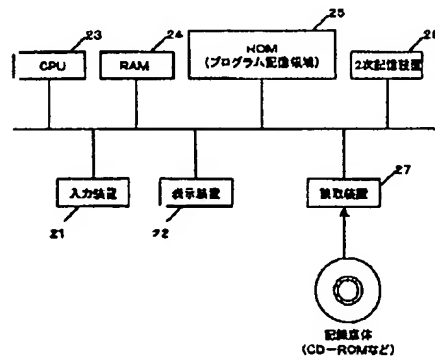 23
24
25
26
CPU
RAM
ROM
(プログラム記憶領域)
2次記憶装置
入力装置
表示装置
読取装置
27
21
22
記録媒体
(CD-ROMなど)